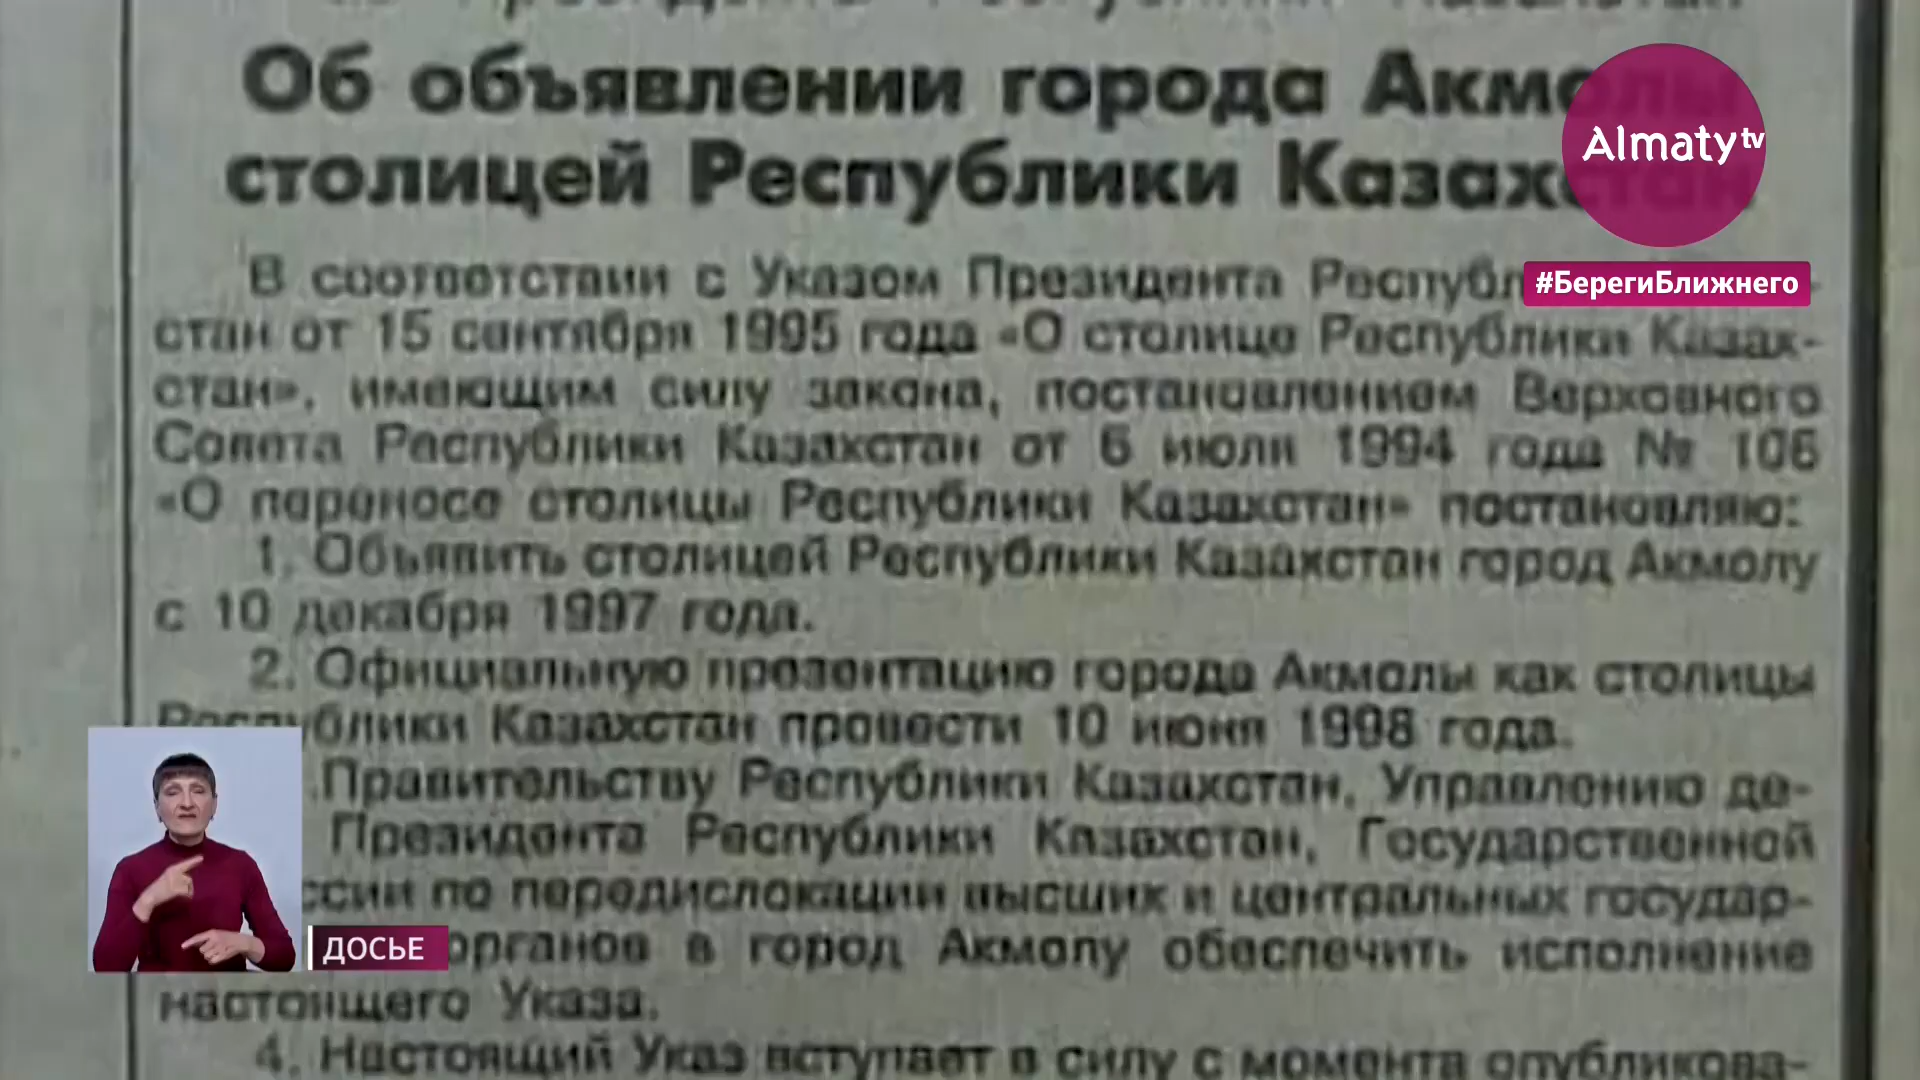 Президента Республики Казахстан
Об объявлении города Акмолы
столицей Республики Казахстан
Almaty tv
#БерегиБлижнего
В соответствии с Указом Президента Республ
стан от 15 сентября 1995 года «О столице Республики Казах-
стан», имеющим силу закона, постановлением Верховного
Совета Республики Казахстан от 6 июля 1994 года № 106
«О переносе столицы Республики Казахстан» постановляю:
1. Объявить столицей Республики Казахстан город Акмолу
с 10 декабря 1997 года.
2. Официальную презентацию города Акмолы как столицы
Республики Казахстан провести 10 июня 1998 года.
Правительству Республики Казахстан, Управлению де-
Президента Республики Казахстан, Государственной
ссии по передислокации высших и центральных государ-
органов в город Акмолу обеспечить исполнение
настоящего Указа.
4. Настоящий Указ вступает в силу с момента опубликова-
ДОСЬЕ